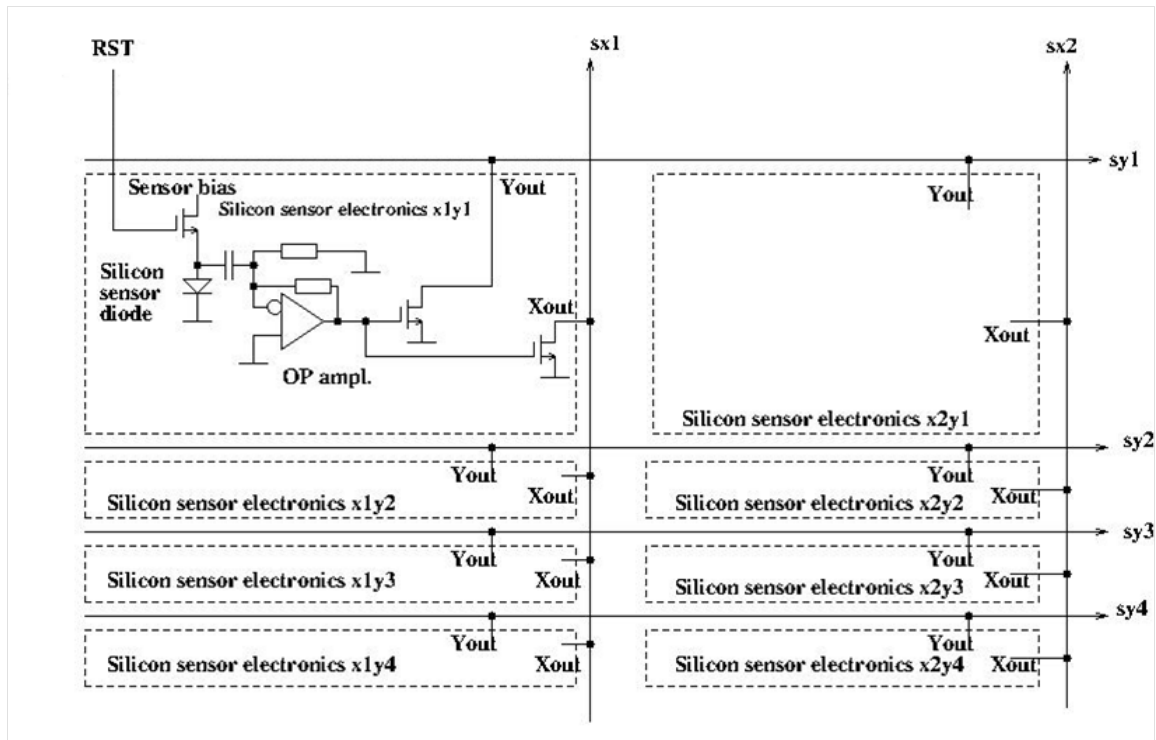 RST
sx1
sx2
sy1
Sensor bias
Yout
Yout
Silicon sensor electronics x1y1
Silicon
sensor
diode
Xout
Xout
OP ampl.
Silicon sensor electronics x2y1
sy2
Yout
Yout
Silicon sensor electronics x1y2
Xout
Silicon sensor electronics x2y2
Xout
sy3
Yout
Yout
Silicon sensor electronics x1y3
Xout
Silicon sensor electronics x2y3
Xout
sy4
Yout
Yout
Silicon sensor electronics x1y4
Xout
Silicon sensor electronics x2y4
Xout